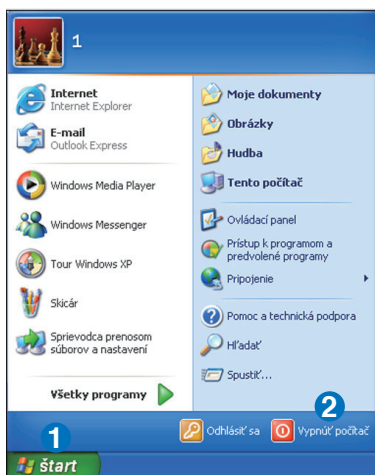 1
Internet
Internet Explorer
E-mail
Outlook Express
Windows Media Player
Windows Messenger
Tour Windows XP
Skicár
Sprievodca prenosom
súborov a nastavení
Všetky programy
Moje dokumenty
Obrázky
Hudba
Tento počítač
Ovládací panel
Prístup k programom a
predvolené programy
Pripojenie
Pomoc a technická podpora
Hľadať
Spustiť...
2
Odhlásiť sa
Vypnúť počítač
1
štart